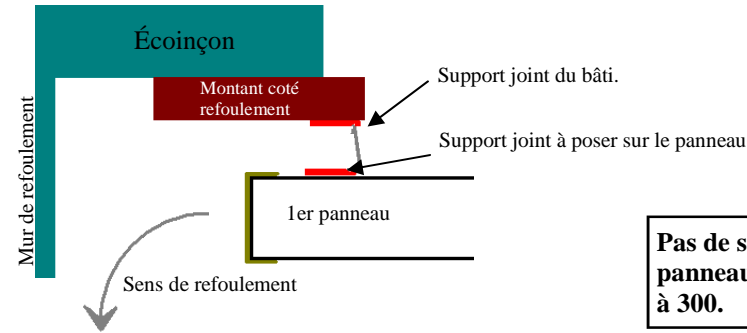 Écoinçon
Support joint du bâti.
Montant coté
refoulement
Support joint à poser sur le panneau
Mur de refoulement
1er panneau
Sens de refoulement
Pas de
panneau
à 300.